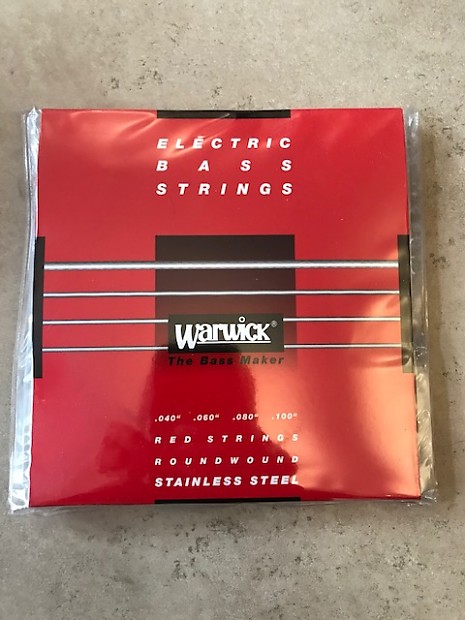 ELECTRIC
BASS
STRINGS
Warwick®
The Bass Maker
.040" .060" .080" .100"
RED STRINGS
ROUNDWOUND
STAINLESS STEEL